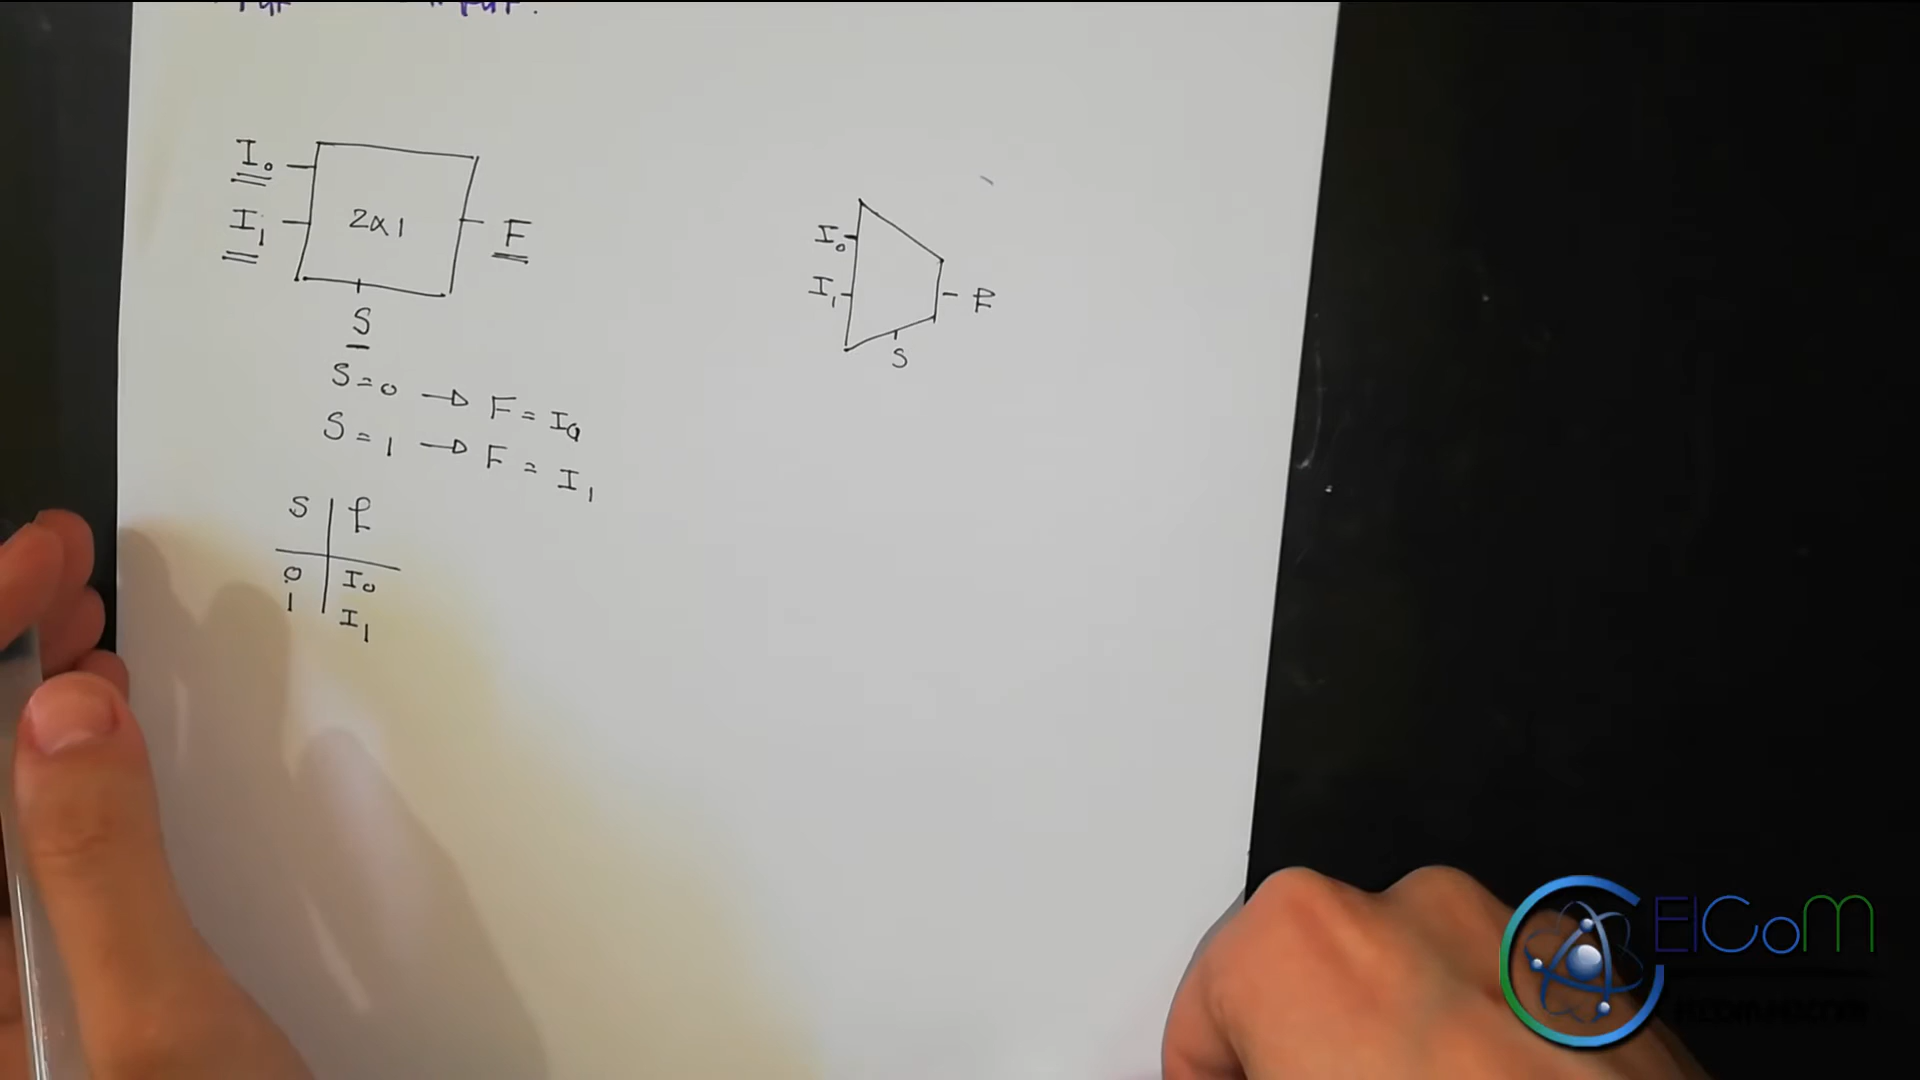 I₀
I₁
2x1
F
S
S=0 → F = I₀
S = 1 → F = I₁
S | F
0 | I₀
1 | I₁
I₀
I₁
F
S
ElCoM